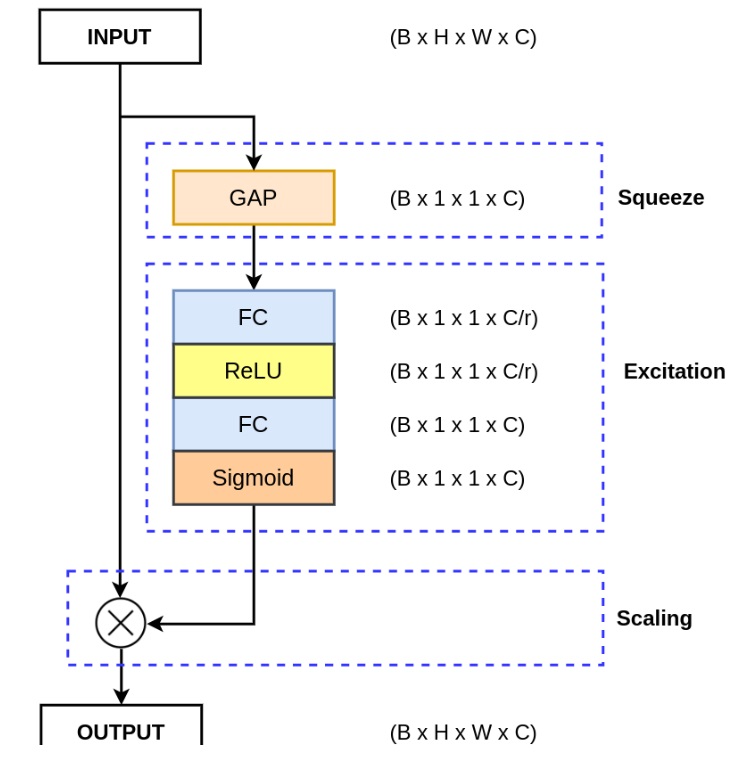 INPUT (B x H x W x C)
GAP (B x 1 x 1 x C) Squeeze
FC (B x 1 x 1 x C/r)
ReLU (B x 1 x 1 x C/r) Excitation
FC (B x 1 x 1 x C)
Sigmoid (B x 1 x 1 x C)
Scaling
OUTPUT (B x H x W x C)